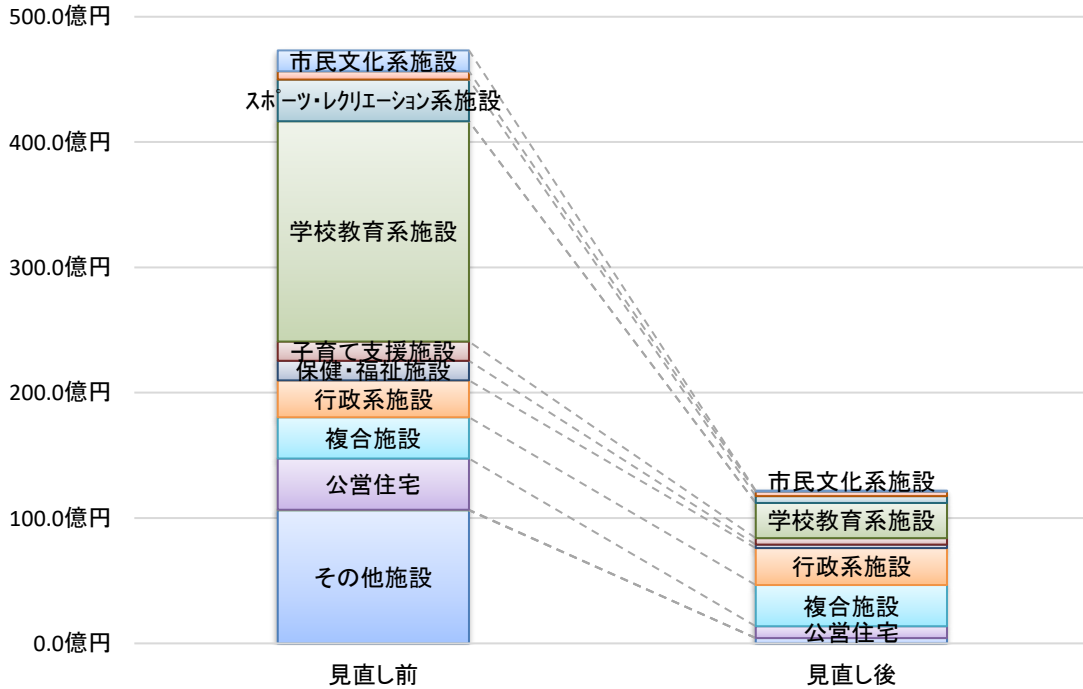 500.0億円
400.0億円
300.0億円
200.0億円
100.0億円
0.0億円
市民文化系施設
スポーツ・レクリエーション系施設
学校教育系施設
子育て支援施設
保健・福祉施設
行政系施設
複合施設
公営住宅
その他施設
市民文化系施設
学校教育系施設
行政系施設
複合施設
公営住宅
見直し前
見直し後